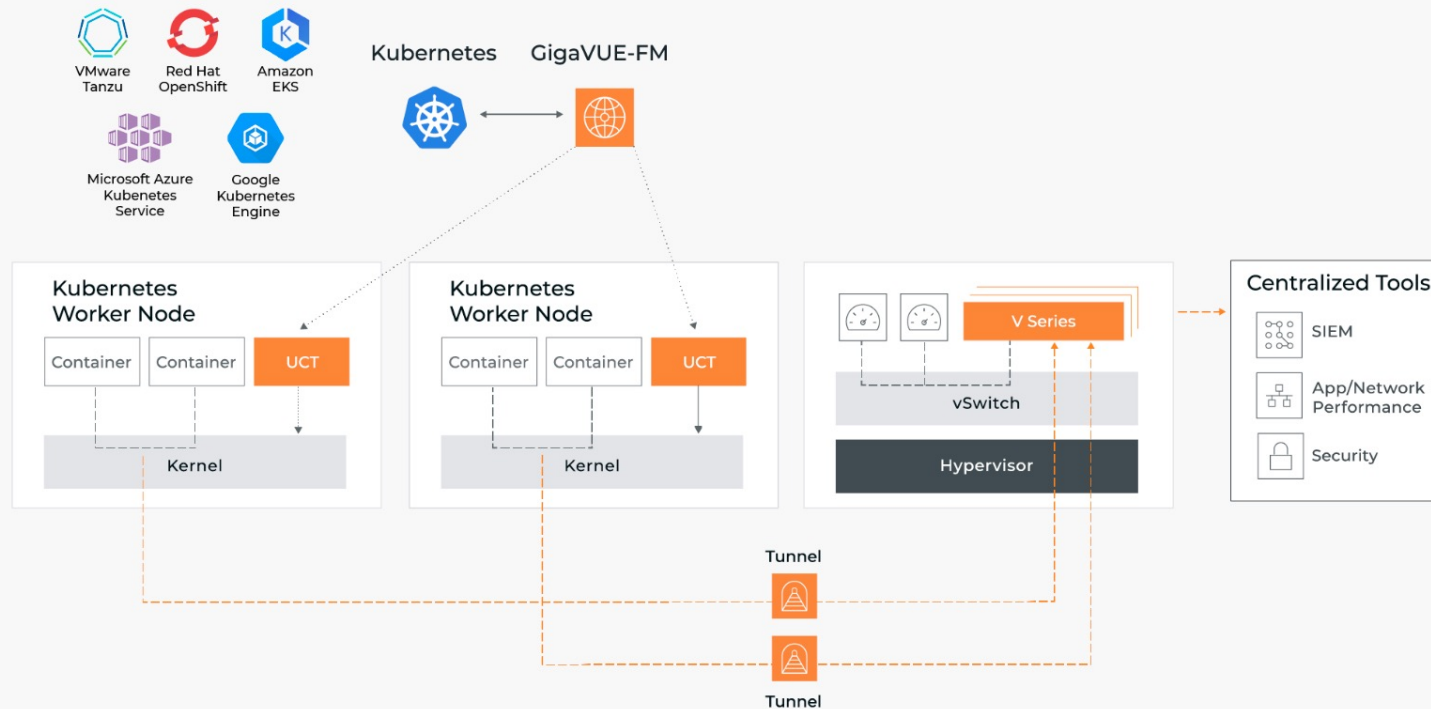 VMware
Tanzu
Red Hat
OpenShift
Amazon
EKS
Microsoft Azure
Kubenetes
Service
Google
Kubernetes
Engine
Kubernetes
GigaVUE-FM
Kubernetes
Worker Node
Container
Container
UCT
Kernel
Kubernetes
Worker Node
Container
Container
UCT
Kernel
V Series
vSwitch
Hypervisor
Centralized Tools
SIEM
App/Network
Performance
Security
Tunnel
Tunnel